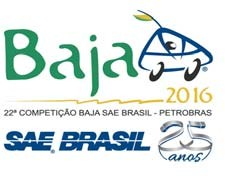 Baja
2016
22ª COMPETIÇÃO BAJA SAE BRASIL - PETROBRAS
SAE BRASIL 25
anos